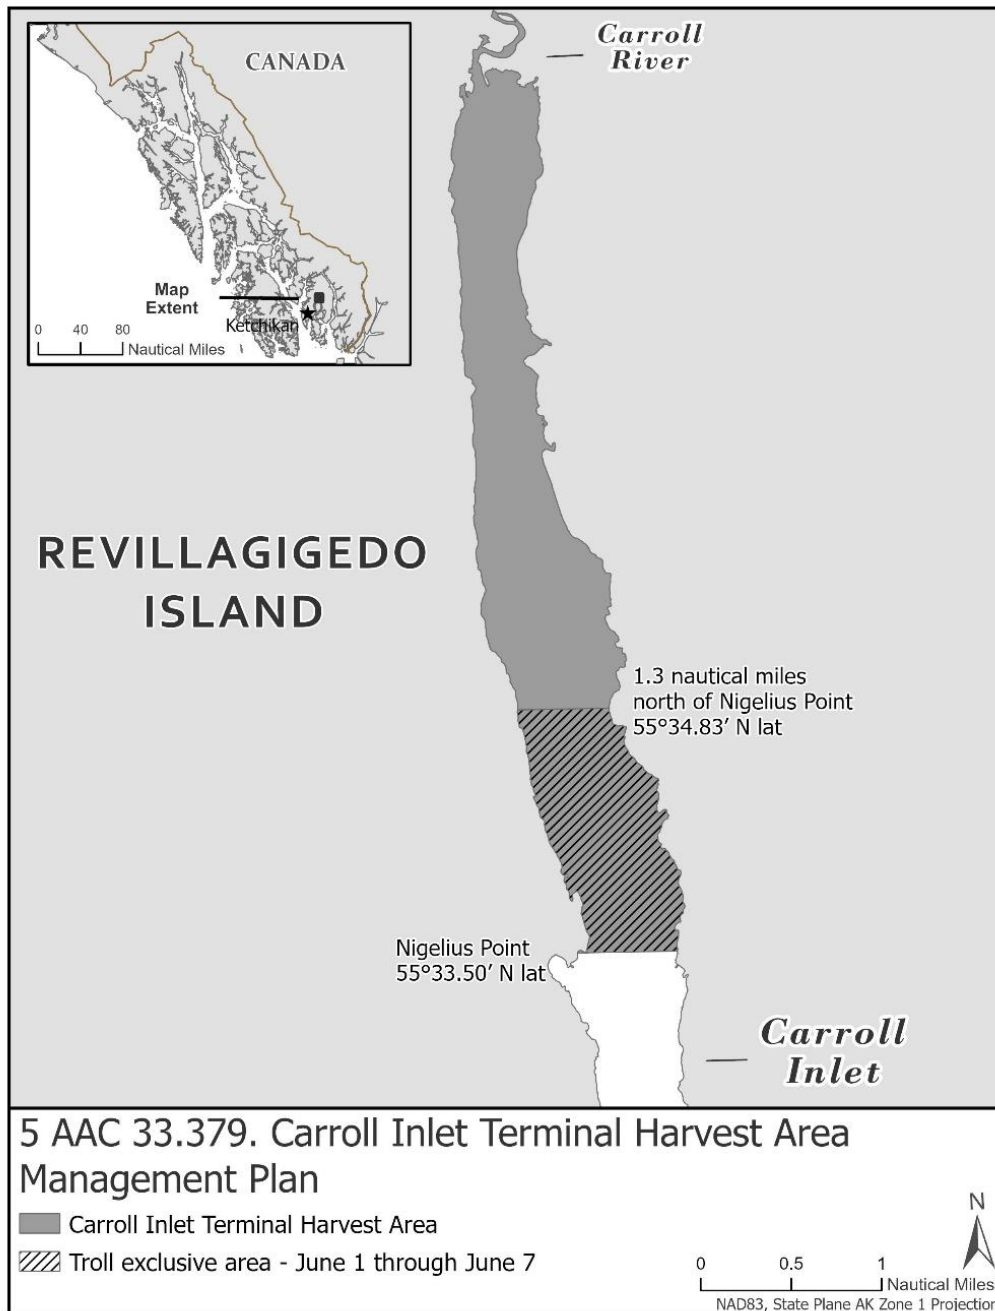 CANADA
Map
Extent
Ketchikan
0 40 80
Nautical Miles
Carroll
River
REVILLAGIGEDO
ISLAND
1.3 nautical miles
north of Nigelius Point
55°34.83' N lat
Nigelius Point
55°33.50' N lat
Carroll
Inlet
5 AAC 33.379. Carroll Inlet Terminal Harvest Area
Management Plan
Carroll Inlet Terminal Harvest Area
Troll exclusive area - June 1 through June 7
N
0 0.5 1
Nautical Miles
NAD83, State Plane AK Zone 1 Projection